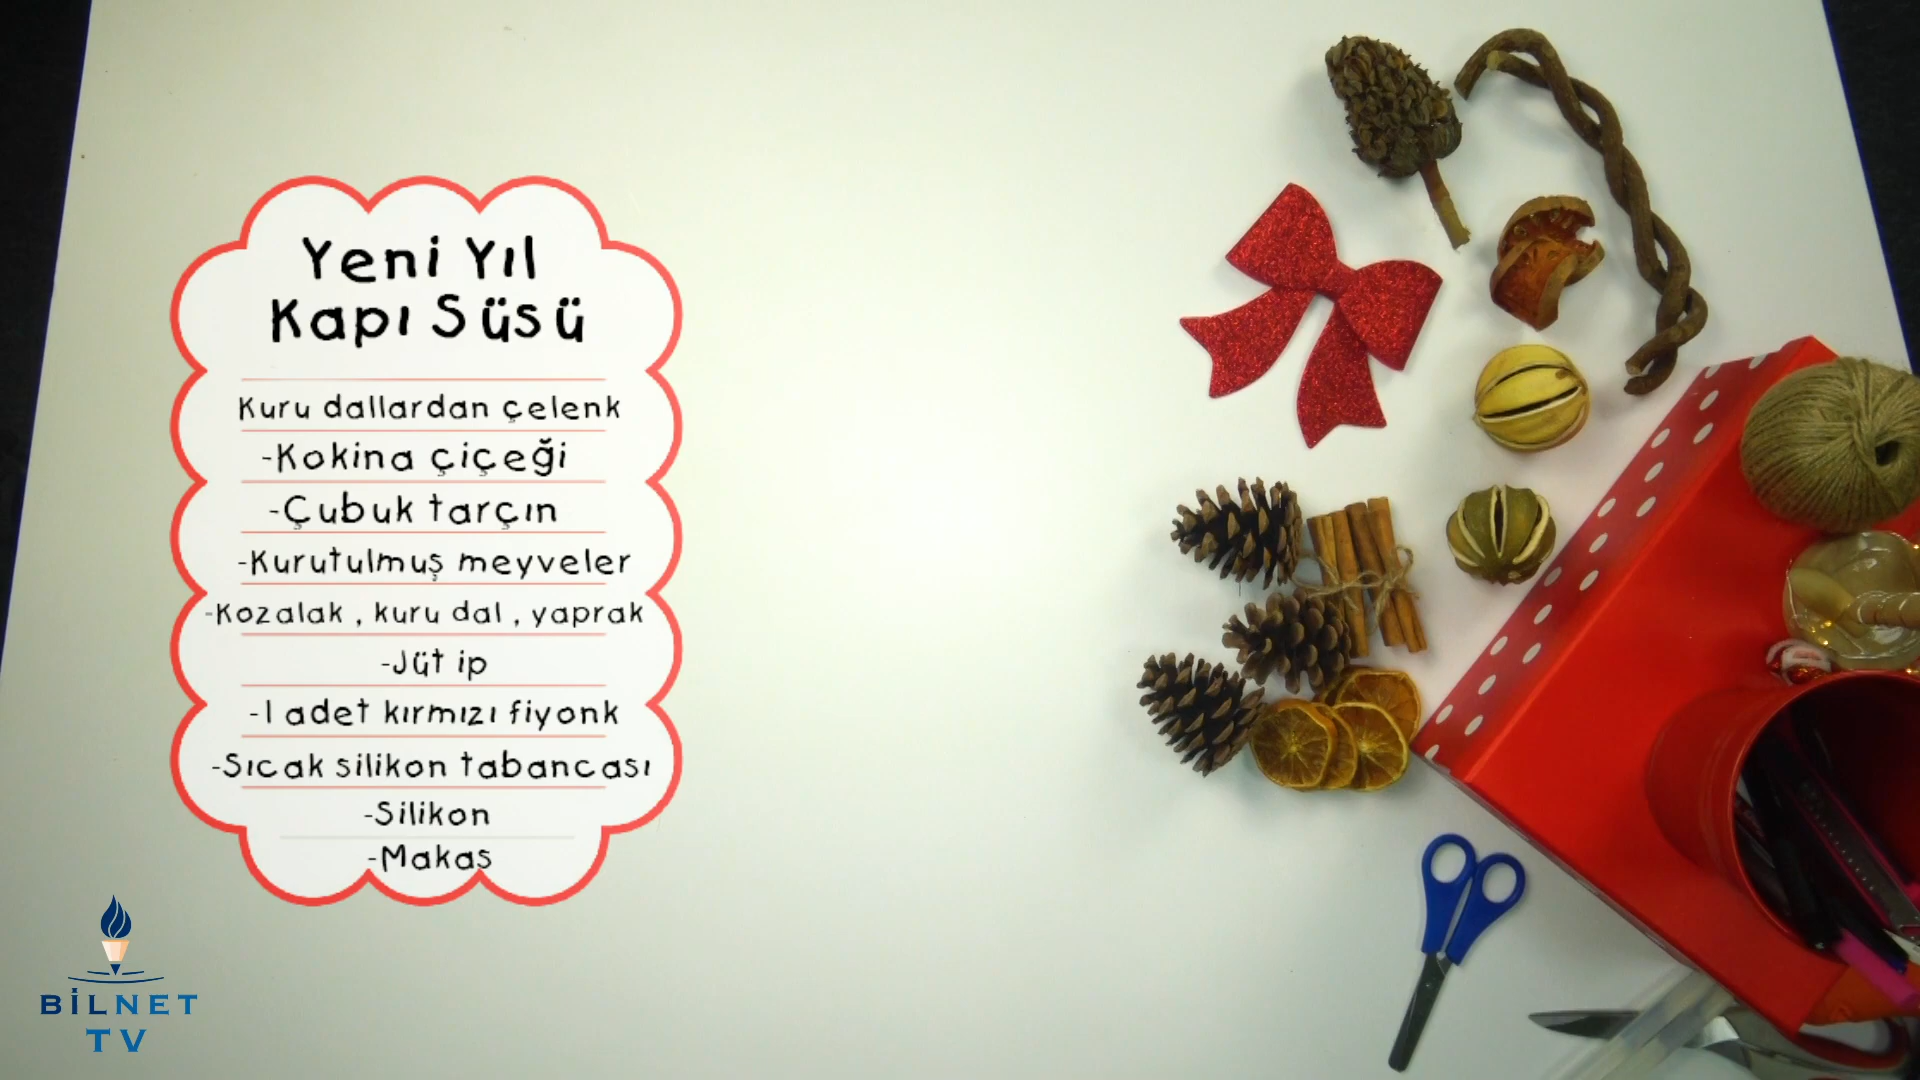 Yeni Yıl
Kapı Süsü
Kuru dallardan çelenk
-Kokina çiçeği
-Çubuk tarçın
-Kurutulmuş meyveler
-Kozalak , kuru dal , yaprak
-Jüt ip
-1 adet kırmızı fiyonk
-Sıcak silikon tabancası
-Silikon
-Makas
BİLNET
TV